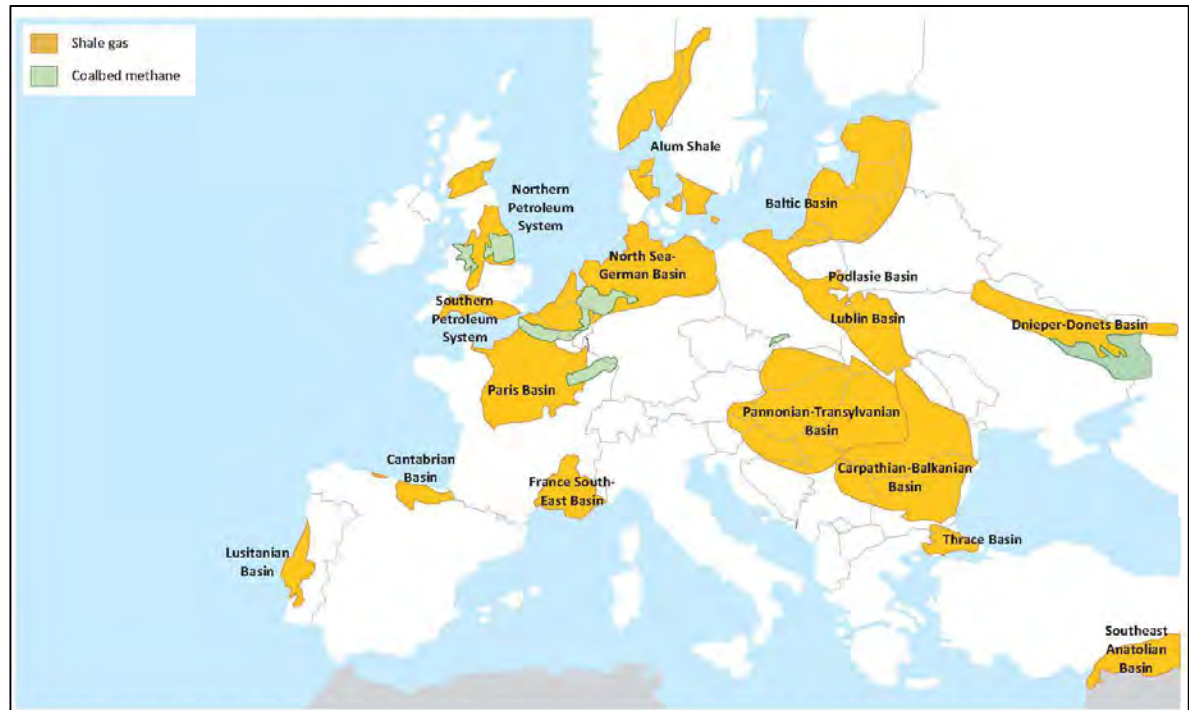 Shale gas
Coalbed methane
Alum Shale
Northern
Petroleum
System
Baltic Basin
North Sea-
German Basin
Podlasie Basin
Southern
Petroleum
System
Lublin Basin
Dnieper-Donets Basin
Paris Basin
Pannonian-Transylvanian
Basin
Cantabrian
Basin
France South-
East Basin
Carpathian-Balkanian
Basin
Thrace Basin
Lusitanian
Basin
Southeast
Anatolian
Basin